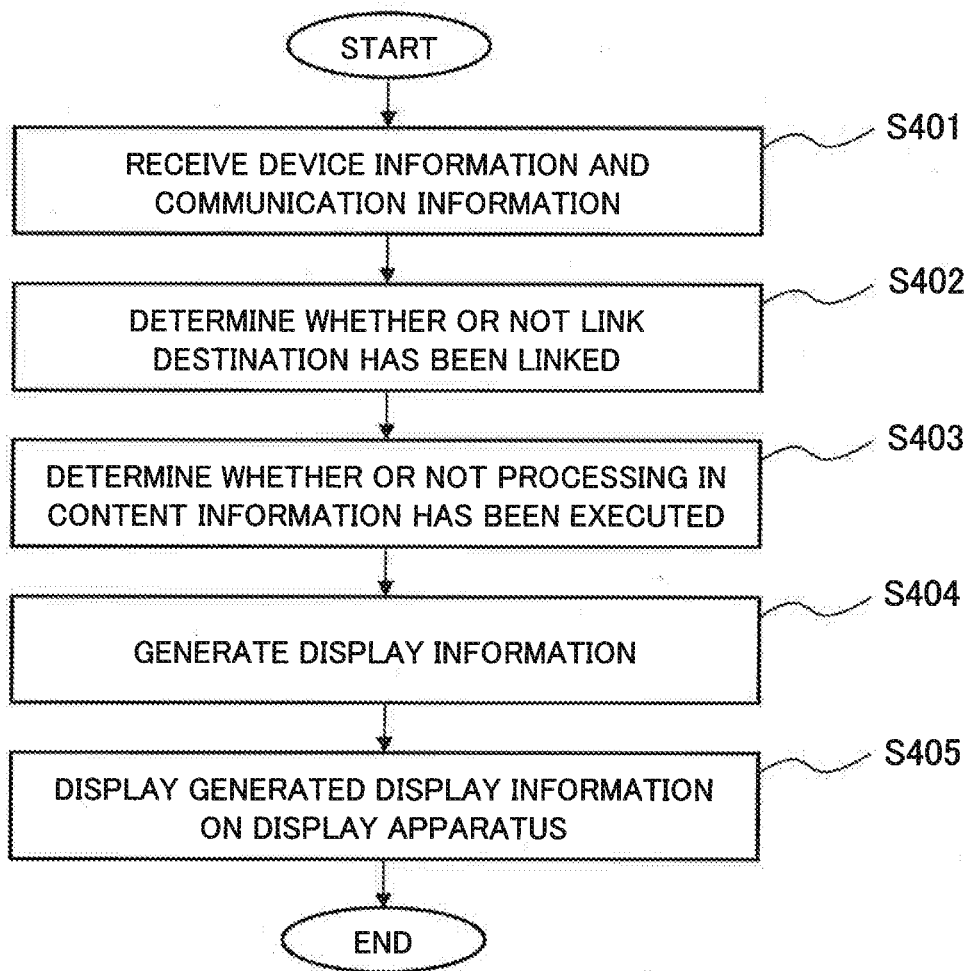 START
RECEIVE DEVICE INFORMATION AND
COMMUNICATION INFORMATION
S401
DETERMINE WHETHER OR NOT LINK
DESTINATION HAS BEEN LINKED
S402
DETERMINE WHETHER OR NOT PROCESSING IN
CONTENT INFORMATION HAS BEEN EXECUTED
S403
GENERATE DISPLAY INFORMATION
S404
DISPLAY GENERATED DISPLAY INFORMATION
ON DISPLAY APPARATUS
S405
END